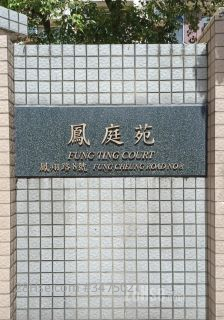 鳳庭苑
FUNG TING COURT
鳳翔路8號 FUNG CHEUNG ROAD NO.8